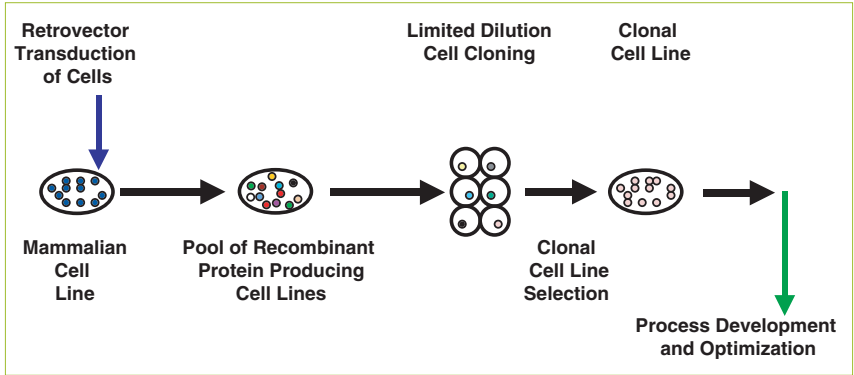 Retrovector
Transduction
of Cells
Limited Dilution
Cell Cloning
Clonal
Cell Line
Mammalian
Cell
Line
Pool of Recombinant
Protein Producing
Cell Lines
Clonal
Cell Line
Selection
Process Development
and Optimization